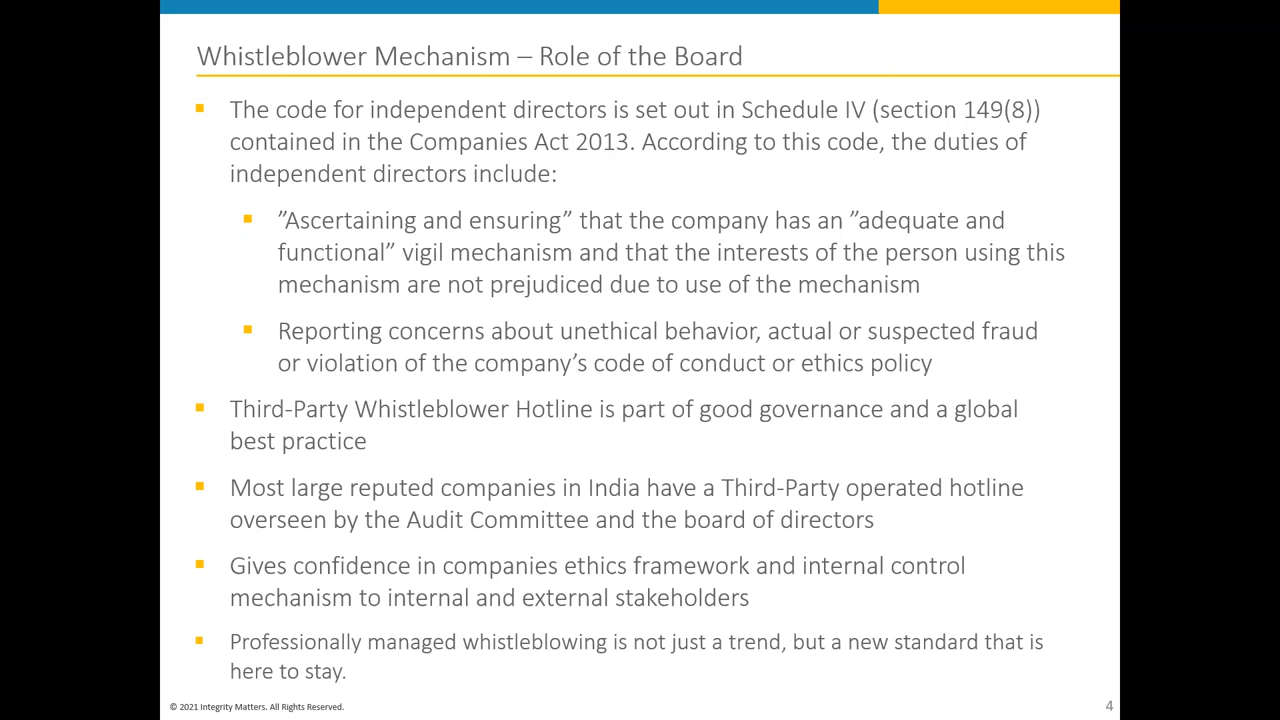 Whistleblower Mechanism – Role of the Board
The code for independent directors is set out in Schedule IV (section 149(8))
contained in the Companies Act 2013. According to this code, the duties of
independent directors include:
”Ascertaining and ensuring” that the company has an ”adequate and
functional” vigil mechanism and that the interests of the person using this
mechanism are not prejudiced due to use of the mechanism
Reporting concerns about unethical behavior, actual or suspected fraud
or violation of the company’s code of conduct or ethics policy
Third-Party Whistleblower Hotline is part of good governance and a global
best practice
Most large reputed companies in India have a Third-Party operated hotline
overseen by the Audit Committee and the board of directors
Gives confidence in companies ethics framework and internal control
mechanism to internal and external stakeholders
Professionally managed whistleblowing is not just a trend, but a new standard that is
here to stay.
© 2021 Integrity Matters. All Rights Reserved.
4